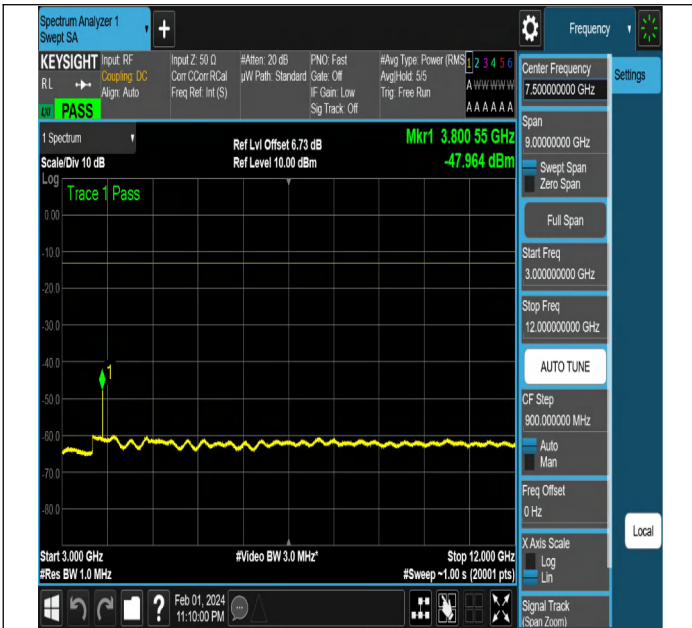 Spectrum Analyzer 1
Swept SA
Frequency
KEYSIGHT
R L
LXI
PASS
Input: RF
Coupling: DC
Align: Auto
Input Z: 50 Ω
Corr CCorr RCal
Freq Ref: Int (S)
#Atten: 20 dB
µW Path: Standard
PNO: Fast
Gate: Off
IF Gain: Low
Sig Track: Off
#Avg Type: Power (RMS
Avg|Hold: 5/5
Trig: Free Run
1 2 3 4 5 6
A W W W W W
A A A A A A
1 Spectrum
Scale/Div 10 dB
Ref Lvl Offset 6.73 dB
Ref Level 10.00 dBm
Mkr1 3.800 55 GHz
-47.964 dBm
Log
Trace 1 Pass
0.00
-10.0
-20.0
-30.0
-40.0
-50.0
-60.0
-70.0
-80.0
1
Start 3.000 GHz
#Res BW 1.0 MHz
#Video BW 3.0 MHz*
Stop 12.000 GHz
#Sweep ~1.00 s (20001 pts)
Feb 01, 2024
11:10:00 PM
?
Center Frequency
7.500000000 GHz
Settings
Span
9.00000000 GHz
Swept Span
Zero Span
Full Span
Start Freq
3.000000000 GHz
Stop Freq
12.000000000 GHz
AUTO TUNE
CF Step
900.000000 MHz
Auto
Man
Freq Offset
0 Hz
X Axis Scale
Log
Lin
Local
Signal Track
(Span Zoom)